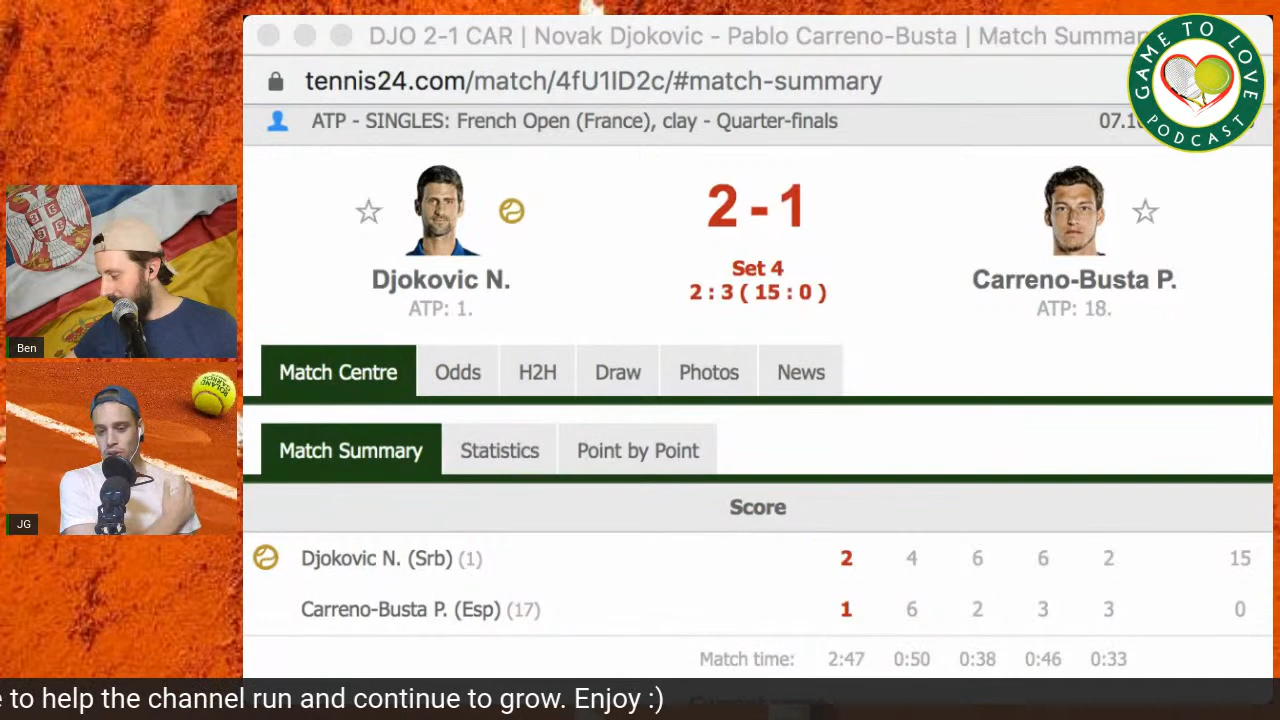 DJO 2-1 CAR | Novak Djokovic - Pablo Carreno-Busta | Match Summar
GAME TO LOVE
PODCAST
tennis24.com/match/4fU1lD2c/#match-summary
ATP - SINGLES: French Open (France), clay - Quarter-finals 07.1
2 - 1
Set 4
2 : 3 ( 15 : 0 )
Djokovic N.
ATP: 1.
Carreno-Busta P.
ATP: 18.
Ben
Match Centre Odds H2H Draw Photos News
Match Summary Statistics Point by Point
Score
Djokovic N. (Srb) (1) 2 4 6 6 2 15
Carreno-Busta P. (Esp) (17) 1 6 2 3 3 0
Match time: 2:47 0:50 0:38 0:46 0:33
ROLAND
JG
e to help the channel run and continue to grow. Enjoy :)